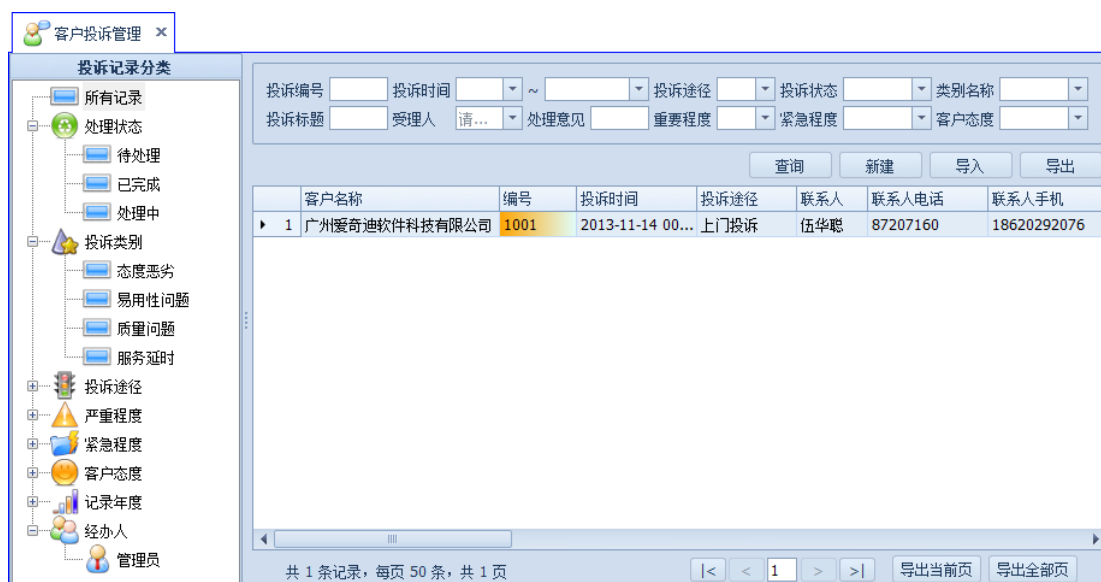 客户投诉管理 ×
投诉记录分类
所有记录
处理状态
待处理
已完成
处理中
投诉类别
态度恶劣
易用性问题
质量问题
服务延时
投诉途径
严重程度
紧急程度
客户态度
记录年度
经办人
管理员
投诉编号 投诉时间 ~ 投诉途径 投诉状态 类别名称
投诉标题 受理人 请... 处理意见 重要程度 紧急程度 客户态度
查询 新建 导入 导出
客户名称 编号 投诉时间 投诉途径 联系人 联系人电话 联系人手机
1 广州爱奇迪软件科技有限公司 1001 2013-11-14 00... 上门投诉 伍华聪 87207160 18620292076
共 1 条记录，每页 50 条，共 1 页 |< < 1 > >| 导出当前页 导出全部页